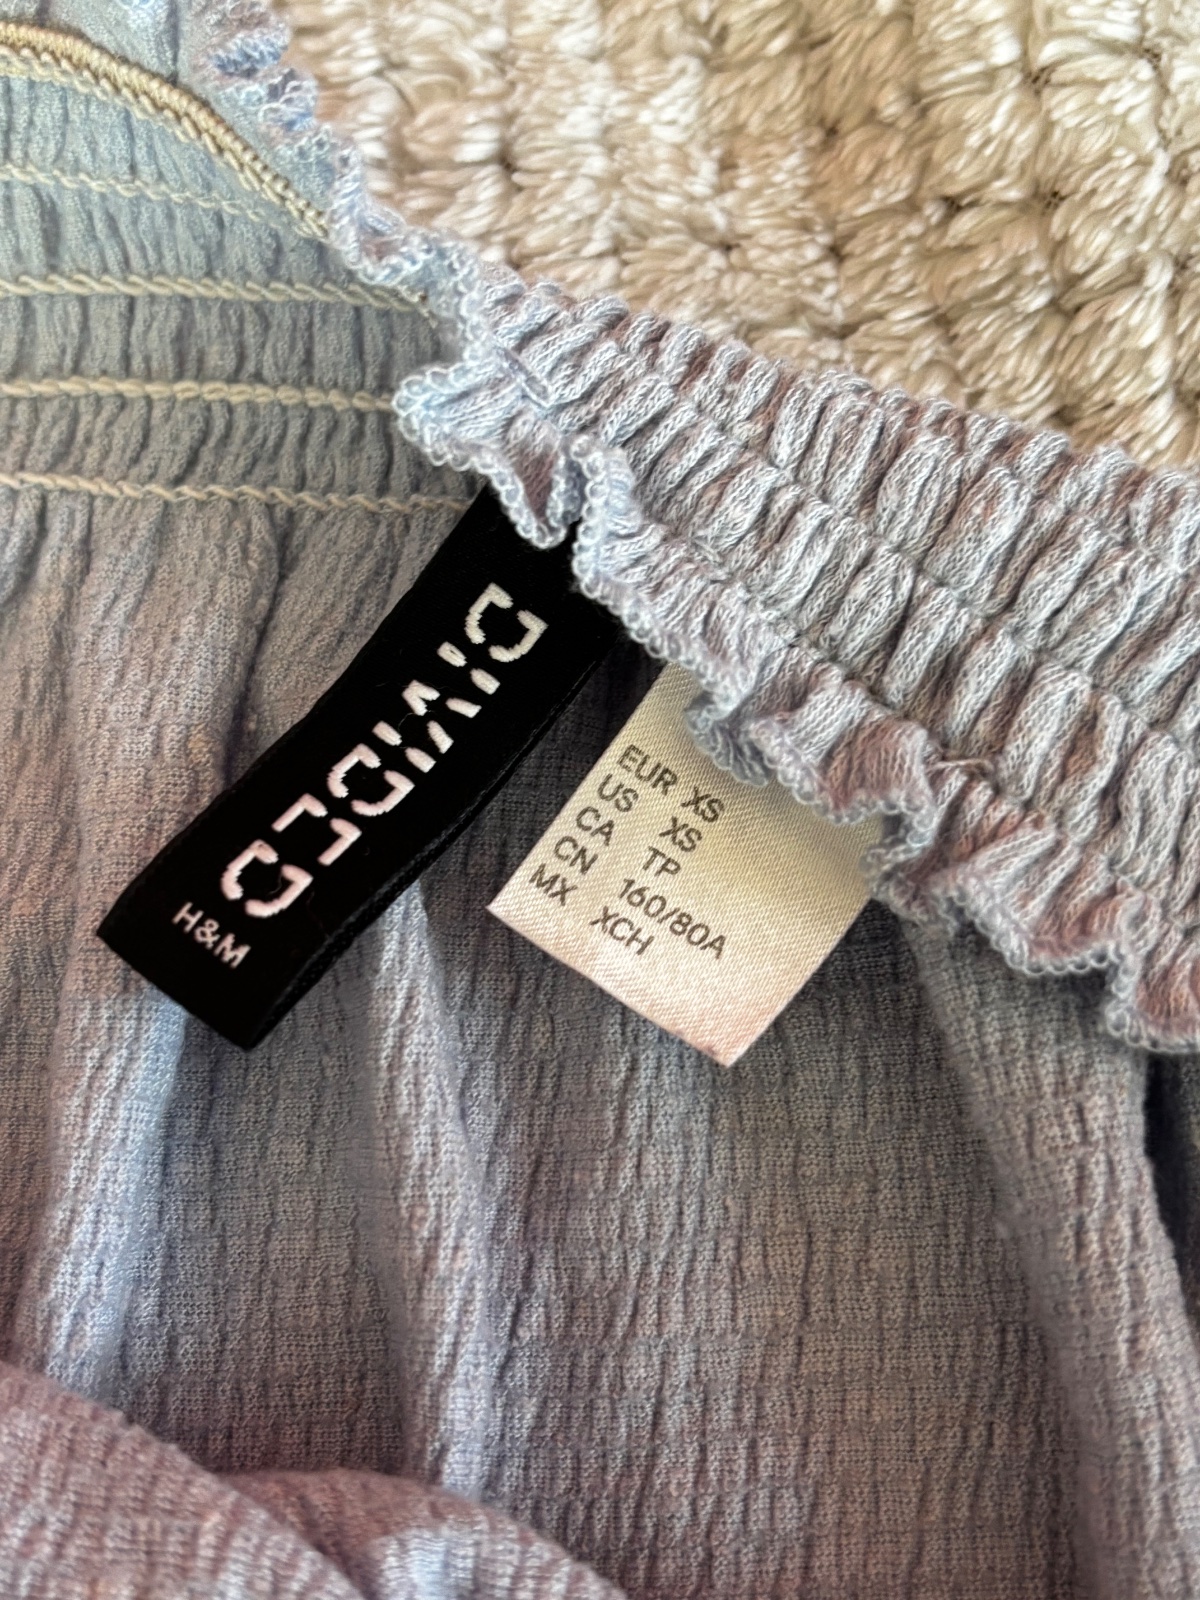 DIVIDED
H&M
EUR XS
US XS
CA TP
CN 160/80A
MX XCH